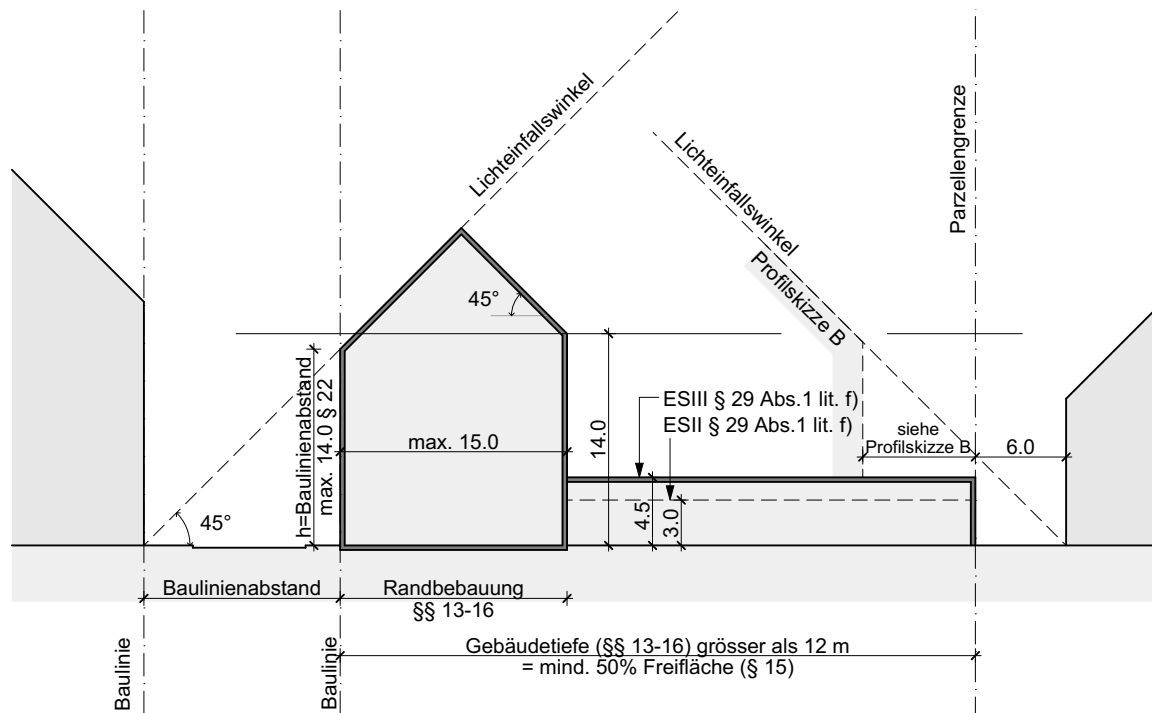 Lichteinfallswinkel
Lichteinfallswinkel
Profilskizze B
Parzellengrenze
45°
h=Baulinienabstand
max. 14.0 § 22
max. 15.0
14.0
ESIII § 29 Abs.1 lit. f)
ESII § 29 Abs.1 lit. f)
siehe
Profilskizze B
6.0
45°
4.5
3.0
Baulinienabstand
Randbebauung
§§ 13-16
Baulinie
Baulinie
Gebäudetiefe (§§ 13-16) grösser als 12 m
= mind. 50% Freifläche (§ 15)